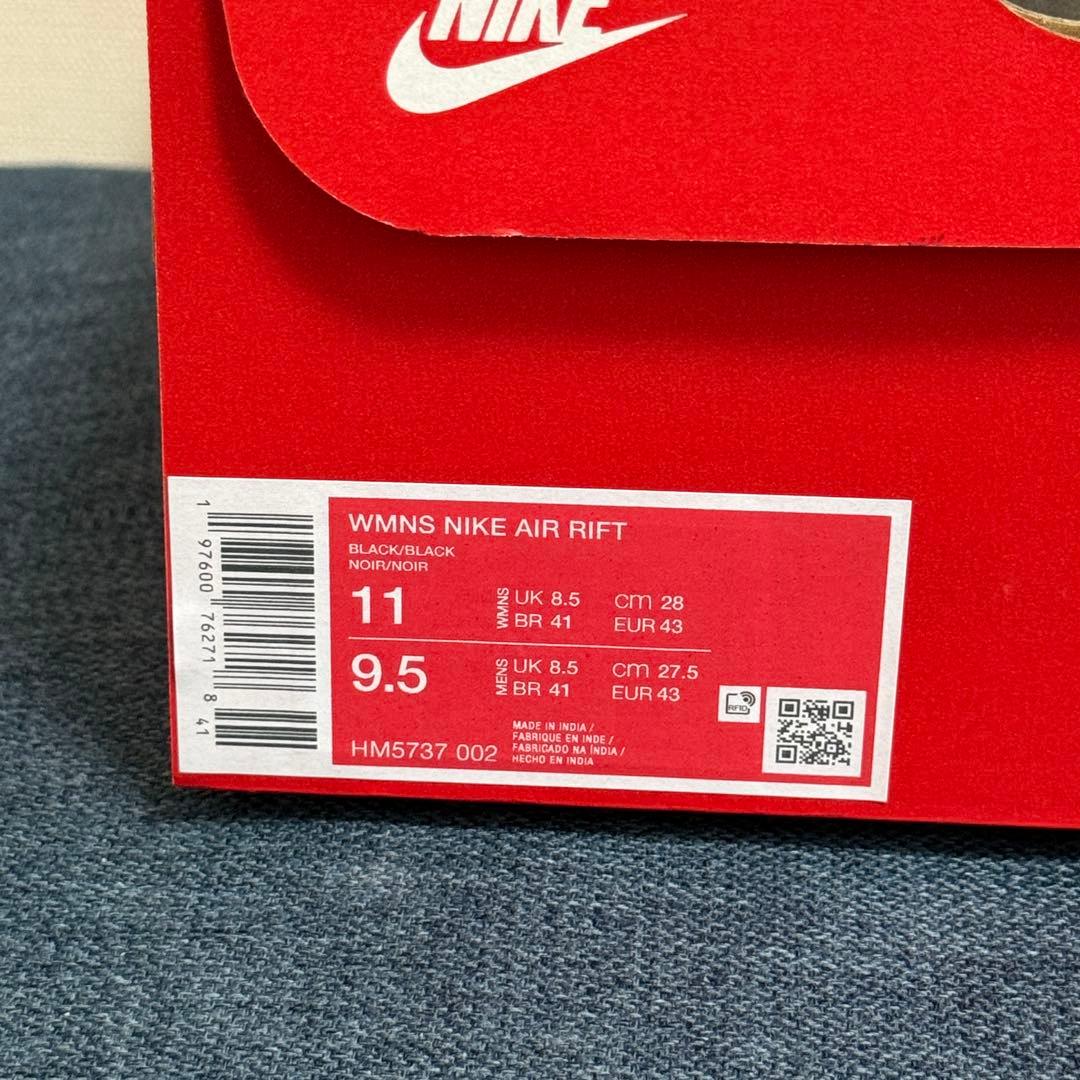 NIKE
WMNS NIKE AIR RIFT
BLACK/BLACK
NOIR/NOIR
11 WMNS UK 8.5 cm 28
BR 41 EUR 43
9.5 MENS UK 8.5 cm 27.5
BR 41 EUR 43
RFID
HM5737 002
MADE IN INDIA /
FABRIQUE EN INDE /
FABRICADO NA ÍNDIA /
HECHO EN INDIA
1 97600 76271 8 41